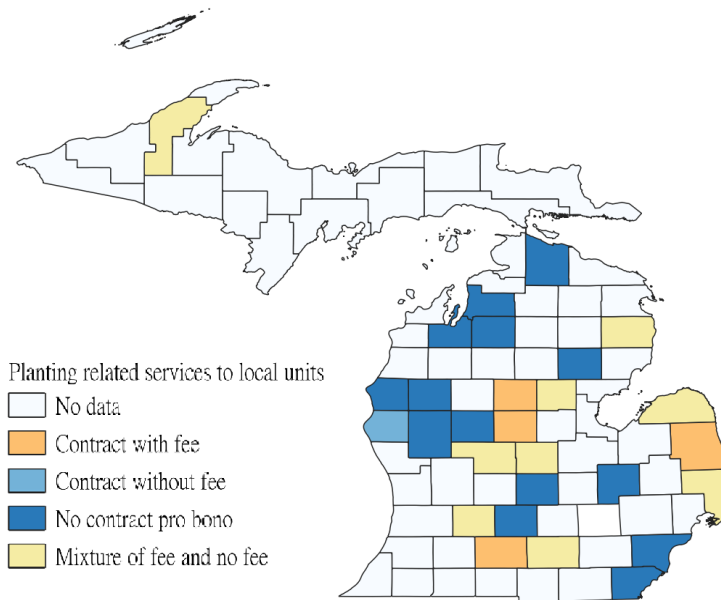 Planting related services to local units
No data
Contract with fee
Contract without fee
No contract pro bono
Mixture of fee and no fee